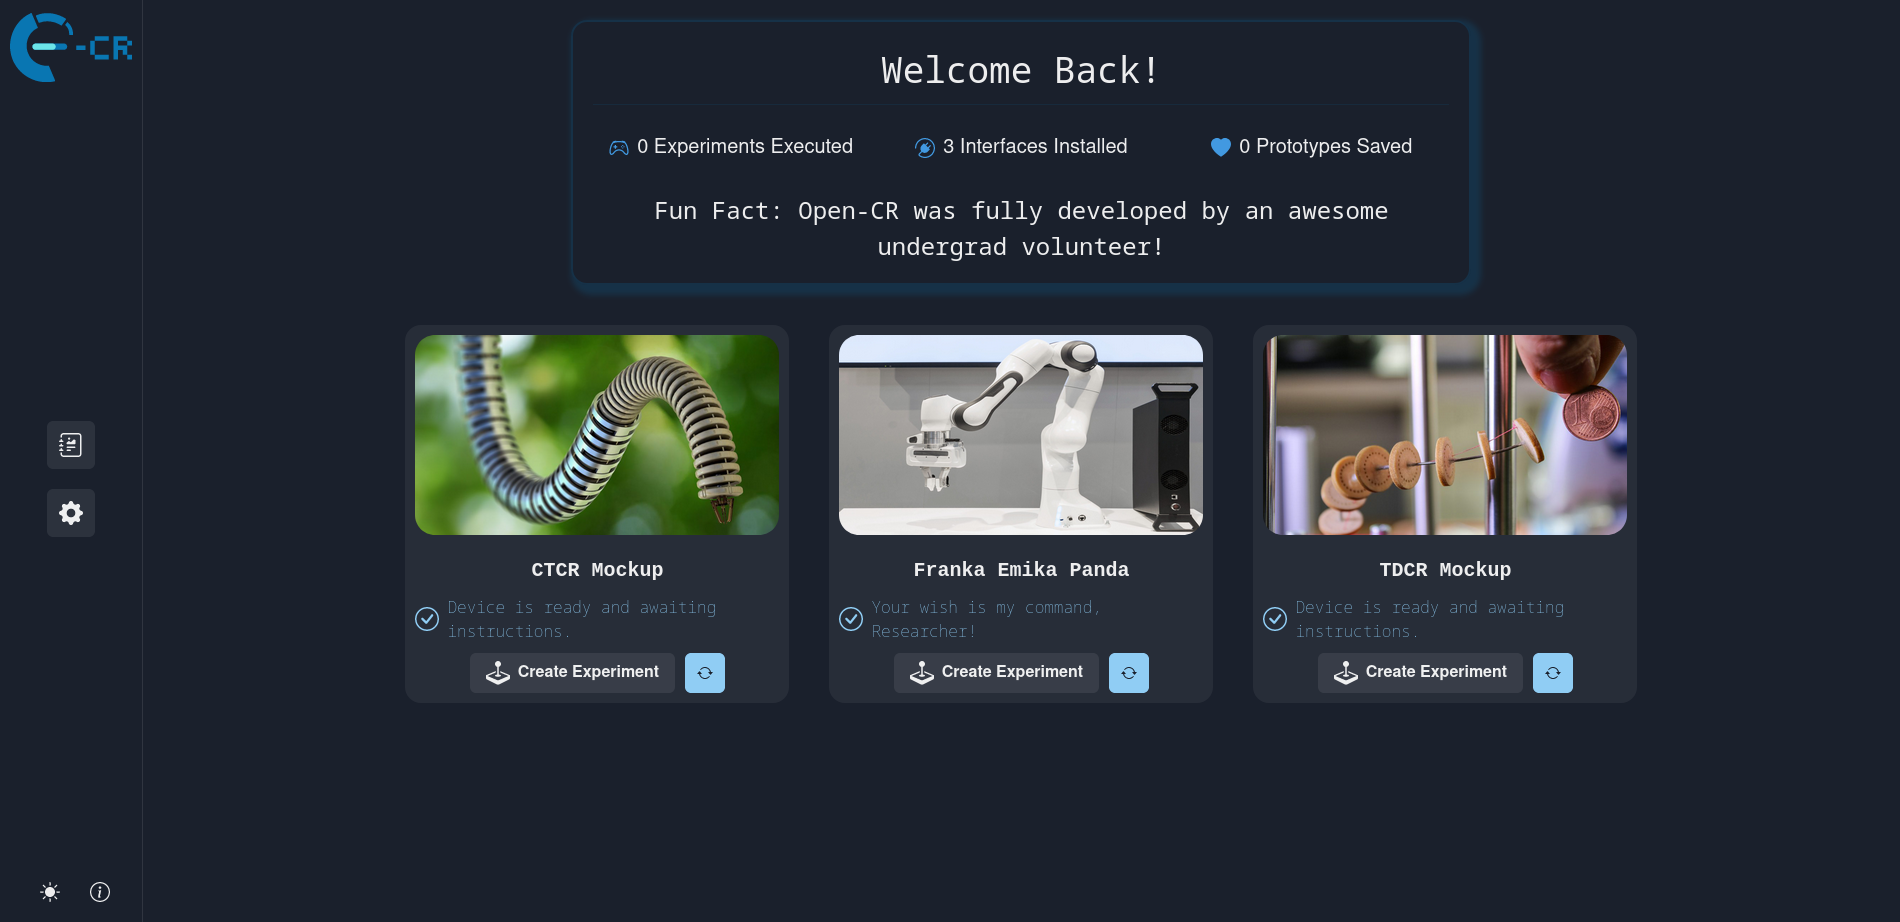 -CR
Welcome Back!
0 Experiments Executed
3 Interfaces Installed
0 Prototypes Saved
Fun Fact: Open-CR was fully developed by an awesome
undergrad volunteer!
CTCR Mockup
Device is ready and awaiting
instructions.
Create Experiment
Franka Emika Panda
Your wish is my command,
Researcher!
Create Experiment
1
TDCR Mockup
Device is ready and awaiting
instructions.
Create Experiment